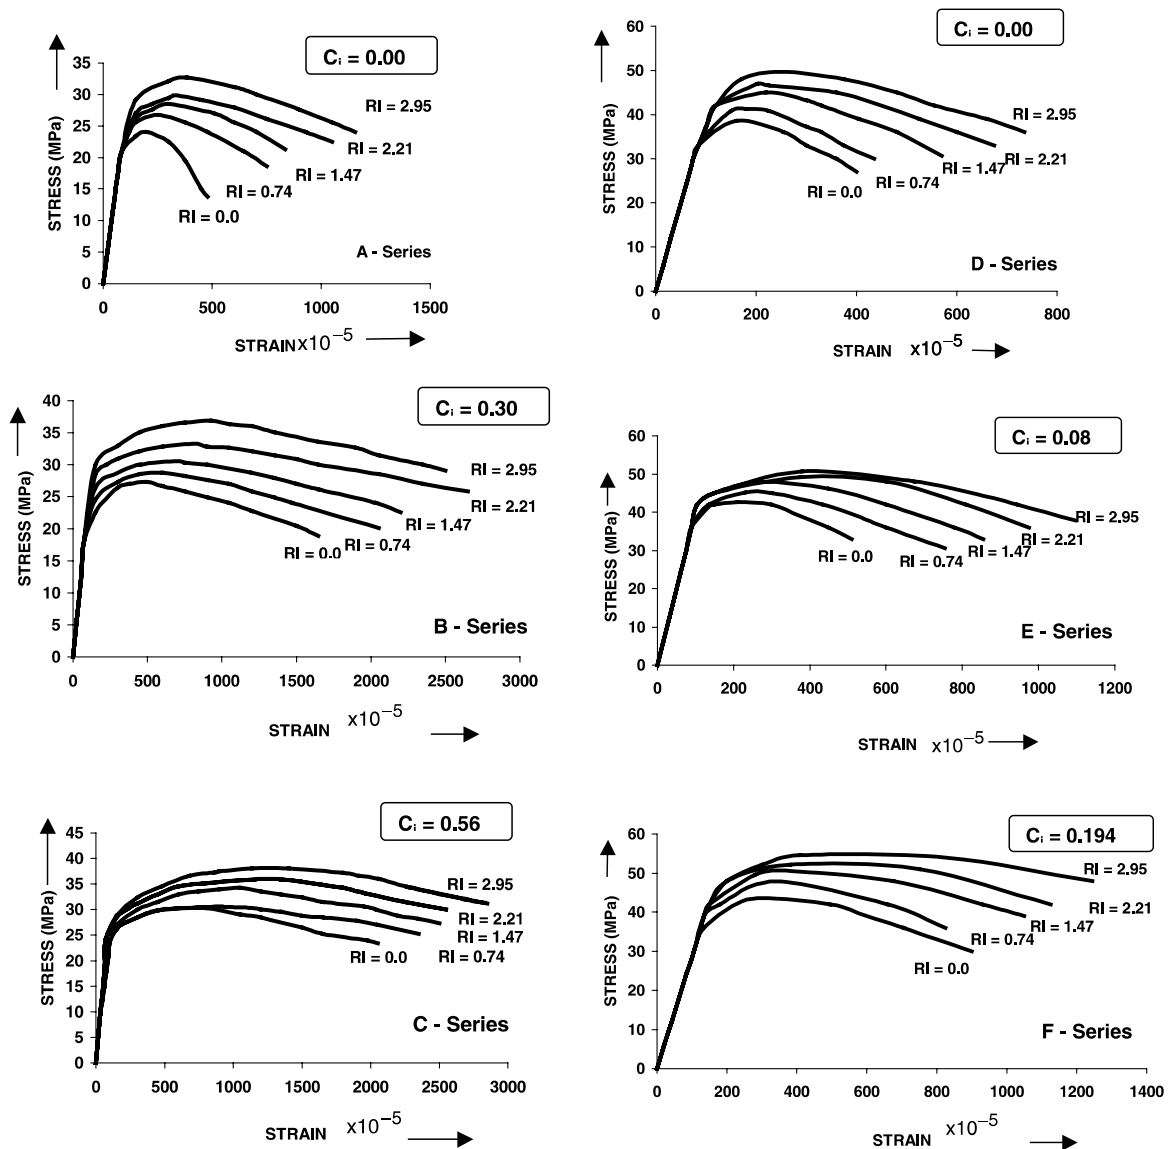 C i = 0.00
STRESS (MPa)
35
30
25
20
15
10
5
0
RI = 2.95
RI = 2.21
RI = 1.47
RI = 0.74
RI = 0.0
A - Series
0 500 1000 1500
STRAIN x10⁻⁵
C i = 0.00
STRESS (MPa)
60
50
40
30
20
10
0
RI = 2.95
RI = 2.21
RI = 1.47
RI = 0.74
RI = 0.0
D - Series
0 200 400 600 800
STRAIN x10⁻⁵
C i = 0.30
STRESS (MPa)
40
35
30
25
20
15
10
5
0
RI = 2.95
RI = 2.21
RI = 1.47
RI = 0.74
RI = 0.0
B - Series
0 500 1000 1500 2000 2500 3000
STRAIN x10⁻⁵
C i = 0.08
STRESS (MPa)
60
50
40
30
20
10
0
RI = 2.95
RI = 2.21
RI = 1.47
RI = 0.74
RI = 0.0
E - Series
0 200 400 600 800 1000 1200
STRAIN x10⁻⁵
C i = 0.56
STRESS (MPa)
45
40
35
30
25
20
15
10
5
0
RI = 2.95
RI = 2.21
RI = 1.47
RI = 0.74
RI = 0.0
C - Series
0 500 1000 1500 2000 2500 3000
STRAIN x10⁻⁵
C i = 0.194
STRESS (MPa)
60
50
40
30
20
10
0
RI = 2.95
RI = 2.21
RI = 1.47
RI = 0.74
RI = 0.0
F - Series
0 200 400 600 800 1000 1200 1400
STRAIN x10⁻⁵